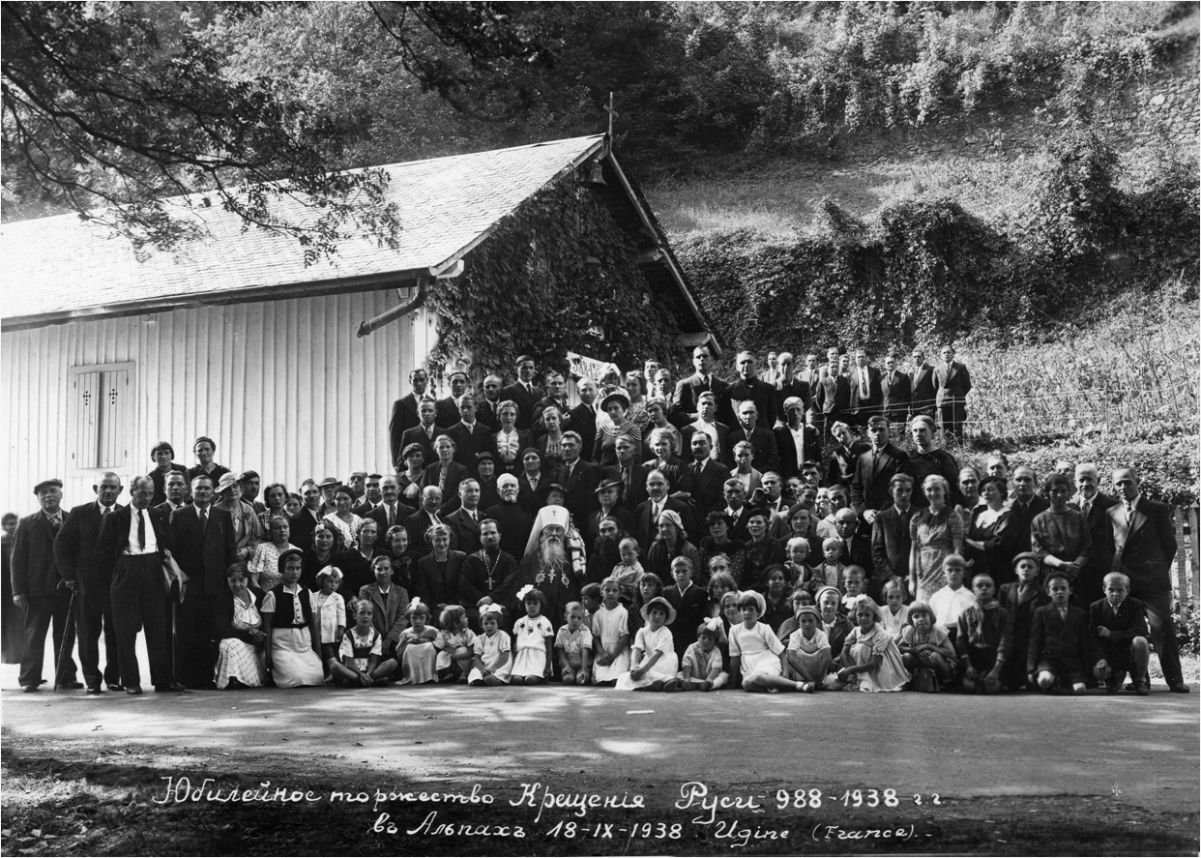 Юбилейное торжество Крещенія Руси 988-1938 г г
въ Альпахъ 18-IX-1938 Ugine (France).-